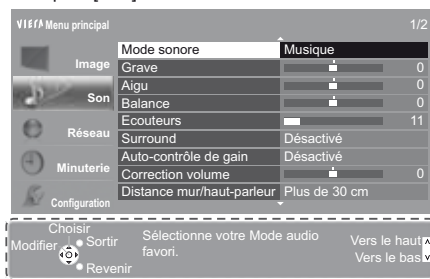 VIErA Menu principal 1/2
Image
Son
Réseau
Minuterie
Configuration
Mode sonore Musique
Grave 0
Aigu 0
Balance 0
Ecouteurs 11
Surround Désactivé
Auto-contrôle de gain Désactivé
Correction volume 0
Distance mur/haut-parleur Plus de 30 cm
Choisir
Modifier
Sortir
Revenir
Sélectionne votre Mode audio
favori.
Vers le haut
Vers le bas